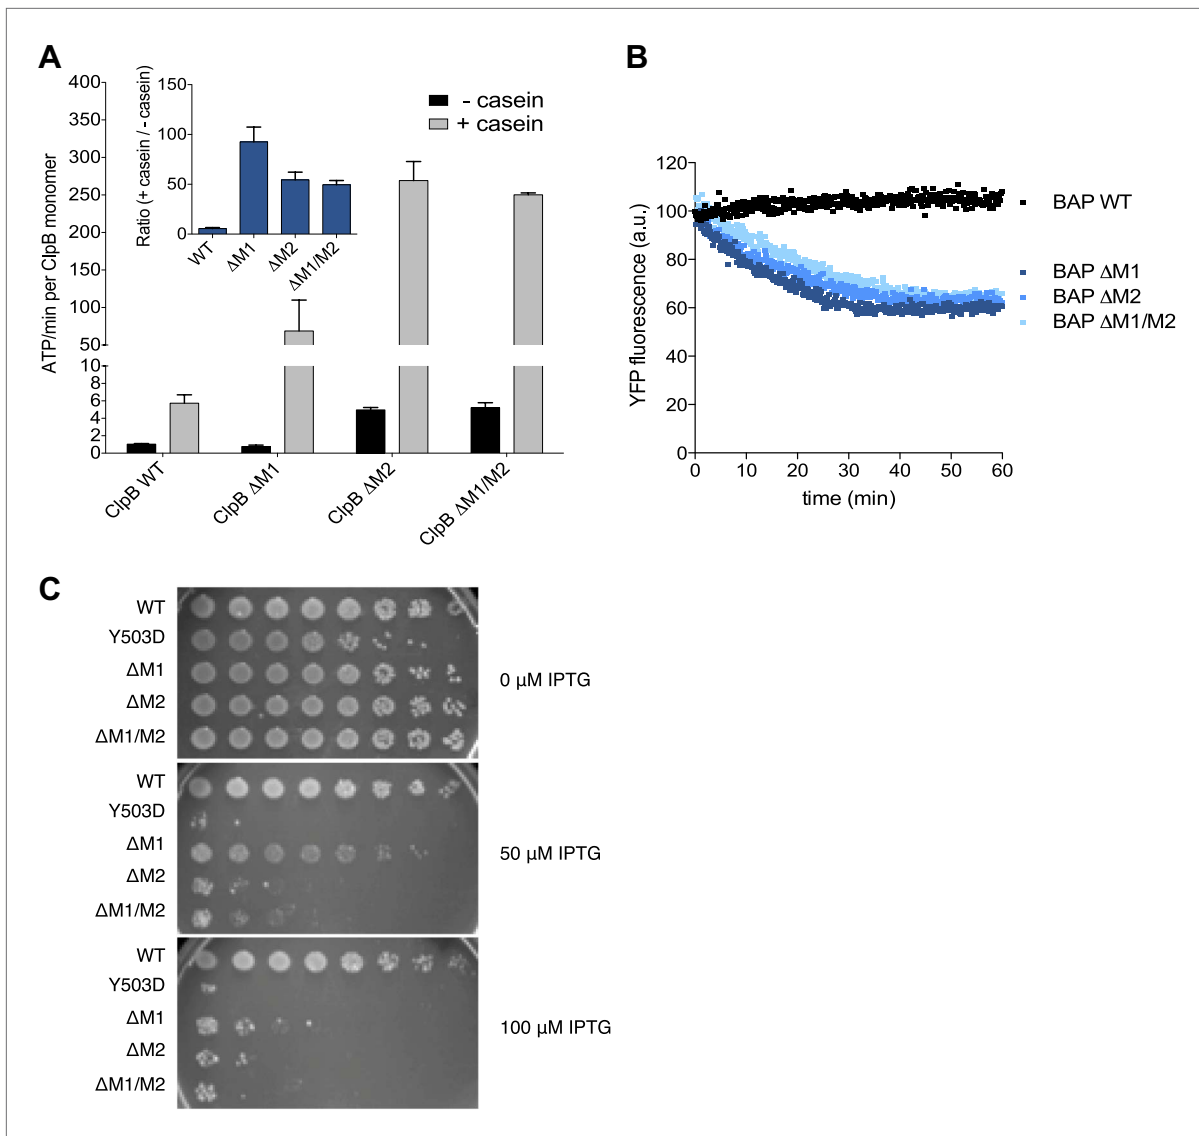 A
ATP/min per ClpB monomer
400
350
300
250
200
150
100
50
10
8
6
4
2
0
ClpB WT
ClpB ΔM1
ClpB ΔM2
ClpB ΔM1/M2
Ratio (+ casein / - casein)
150
100
50
0
WT
ΔM1
ΔM2
ΔM1/M2
- casein
+ casein
B
YFP fluorescence (a.u.)
120
100
80
60
40
20
0
0 10 20 30 40 50 60
time (min)
BAP WT
BAP ΔM1
BAP ΔM2
BAP ΔM1/M2
C
WT
Y503D
ΔM1
ΔM2
ΔM1/M2
0 µM IPTG
WT
Y503D
ΔM1
ΔM2
ΔM1/M2
50 µM IPTG
WT
Y503D
ΔM1
ΔM2
ΔM1/M2
100 µM IPTG